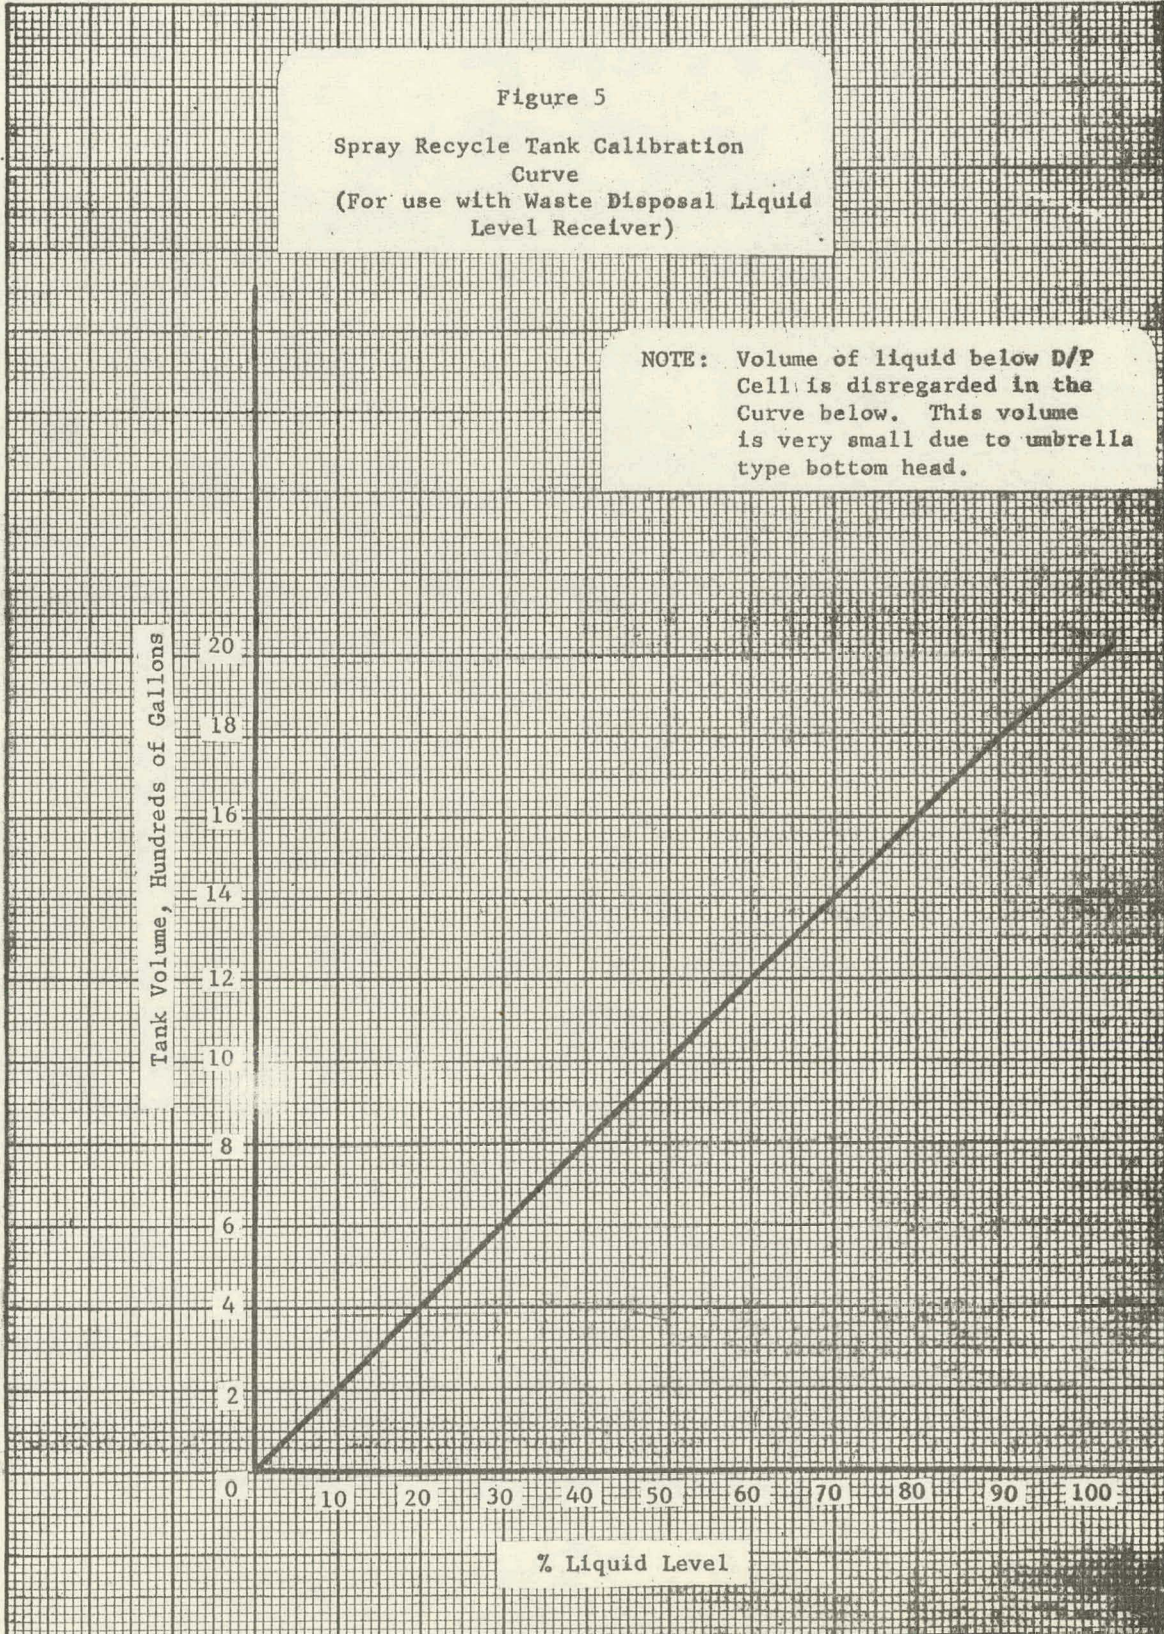 Figure 5
Spray Recycle Tank Calibration
Curve
(For use with Waste Disposal Liquid
Level Receiver)
NOTE: Volume of liquid below D/P
Cell is disregarded in the
Curve below. This volume
is very small due to umbrella
type bottom head.
Tank Volume, Hundreds of Gallons
20
18
16
14
12
10
8
6
4
2
0
10 20 30 40 50 60 70 80 90 100
% Liquid Level